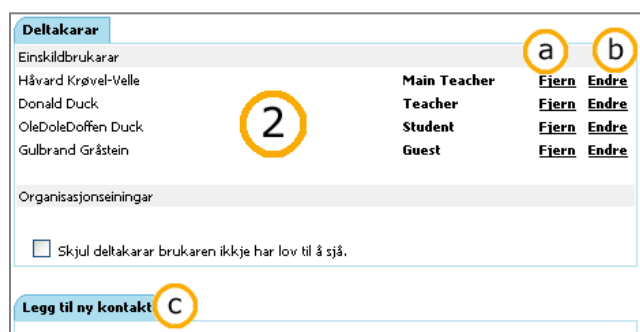 Deltakarar
Einskildbrukarar a b
Håvard Krøvel-Velle Main Teacher Fjern Endre
Donald Duck Teacher Fjern Endre
OleDoleDoffen Duck 2 Student Fjern Endre
Gulbrand Gråstein Guest Fjern Endre
Organisasjonseiningar
Skjul deltakarar brukaren ikkje har lov til å sjå.
Legg til ny kontakt C